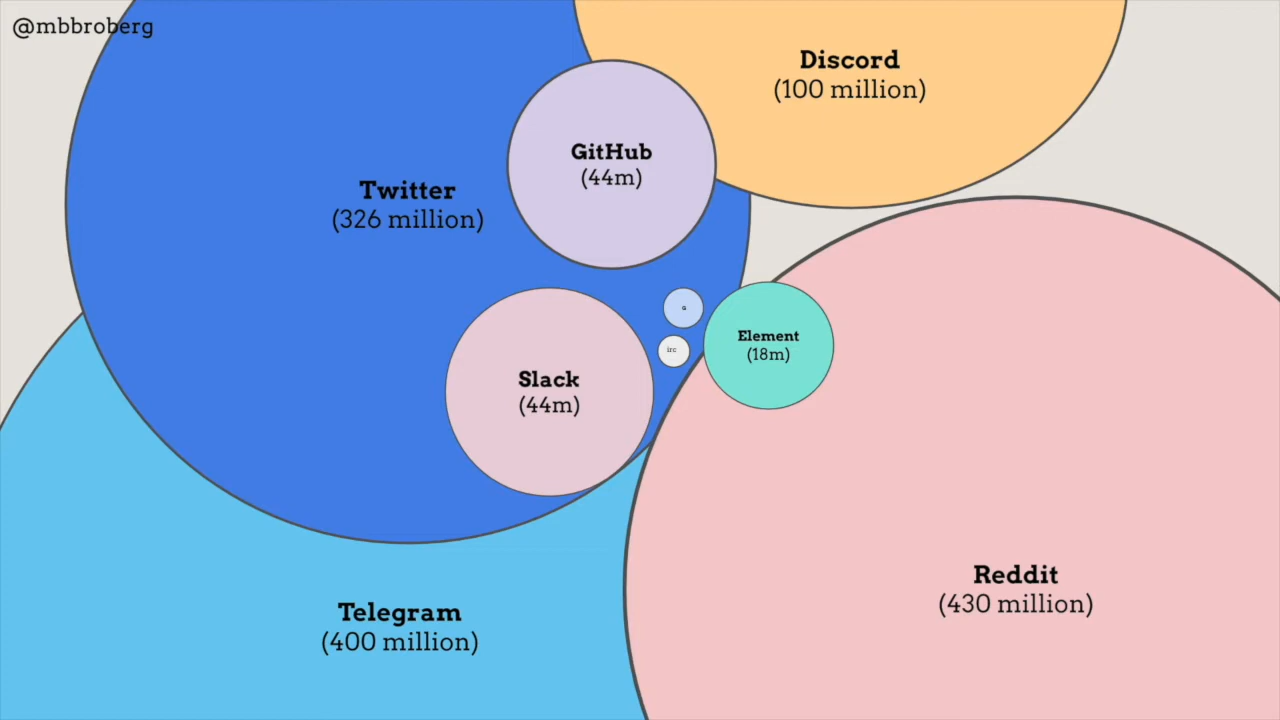 @mbbroberg
Discord
(100 million)
GitHub
(44m)
Twitter
(326 million)
Element
(18m)
irc
Slack
(44m)
Reddit
(430 million)
Telegram
(400 million)